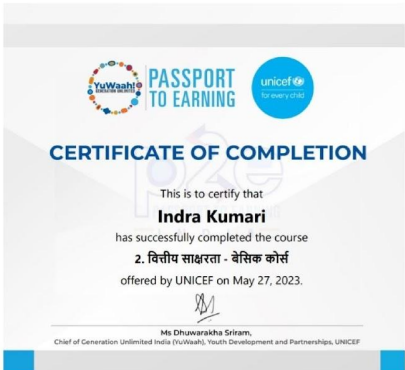 YuWaah!
GENERATION UNLIMITED
PASSPORT
TO EARNING
unicef
for every child
CERTIFICATE OF COMPLETION
This is to certify that
Indra Kumari
has successfully completed the course
2. वित्तीय साक्षरता - बेसिक कोर्स
offered by UNICEF on May 27, 2023.
Ms Dhuwarakha Sriram,
Chief of Generation Unlimited India (YuWaah), Youth Development and Partnerships, UNICEF